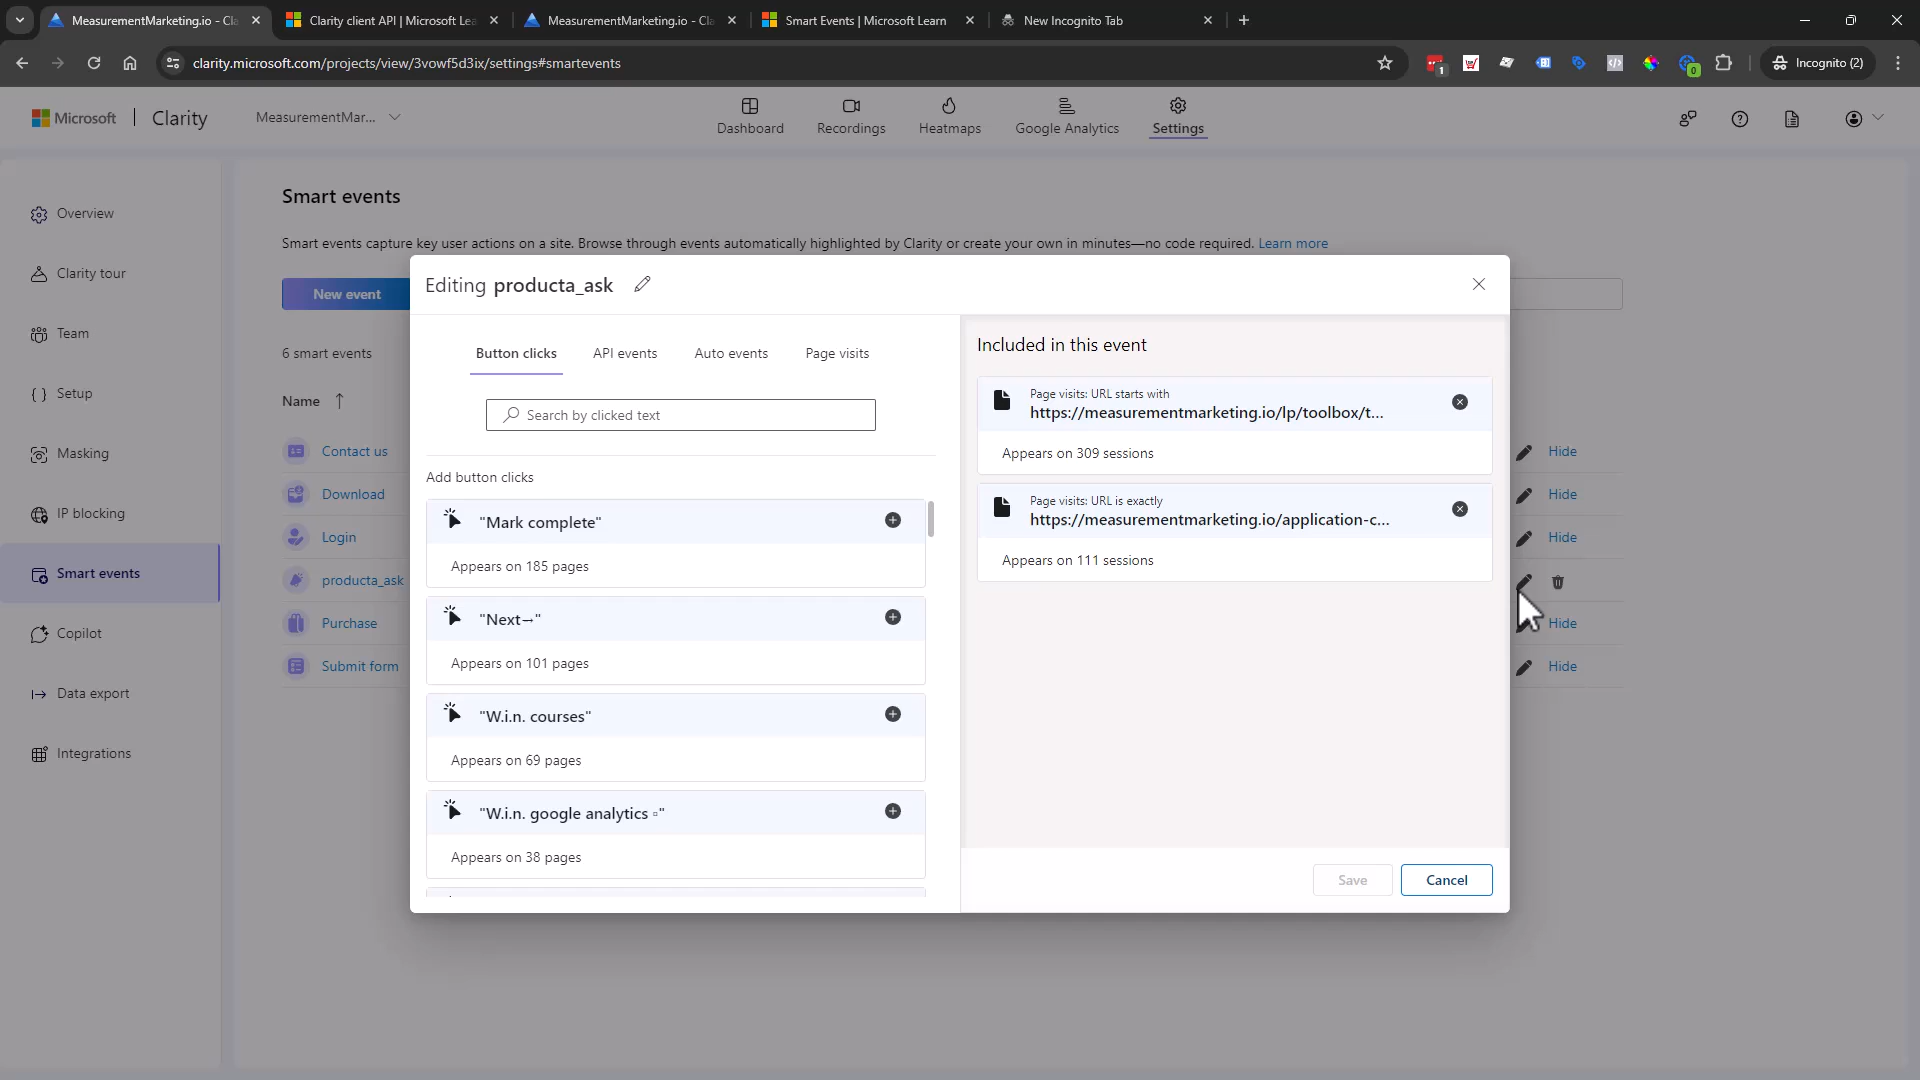 MeasurementMarketing.io - Cla
Clarity client API | Microsoft Lea
MeasurementMarketing.io - Cla
Smart Events | Microsoft Learn
New Incognito Tab
clarity.microsoft.com/projects/view/3vowf5d3ix/settings#smartevents
1
0
Incognito (2)
Microsoft
Clarity
MeasurementMar...
Dashboard
Recordings
Heatmaps
Google Analytics
Settings
Overview
Clarity tour
Team
Setup
Masking
IP blocking
Smart events
Copilot
Data export
Integrations
Smart events
Smart events capture key user actions on a site. Browse through events automatically highlighted by Clarity or create your own in minutes—no code required. Learn more
New event
6 smart events
Name ↑
Contact us
Hide
Download
Hide
Login
Hide
producta_ask
Purchase
Hide
Submit form
Hide
Editing producta_ask
Button clicks
API events
Auto events
Page visits
Search by clicked text
Add button clicks
"Mark complete"
Appears on 185 pages
"Next→"
Appears on 101 pages
"W.i.n. courses"
Appears on 69 pages
"W.i.n. google analytics ▫"
Appears on 38 pages
Included in this event
Page visits: URL starts with
https://measurementmarketing.io/lp/toolbox/t...
Appears on 309 sessions
Page visits: URL is exactly
https://measurementmarketing.io/application-c...
Appears on 111 sessions
Save
Cancel